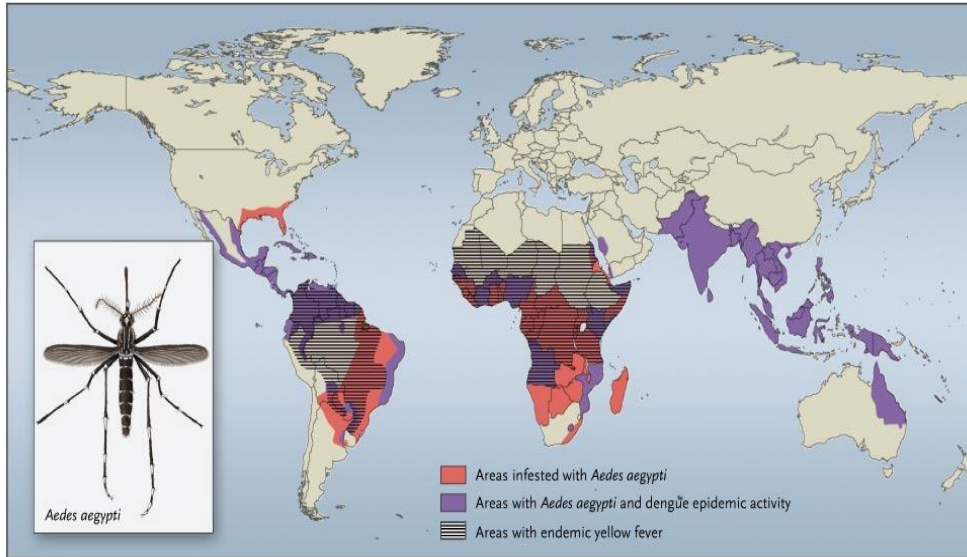 Aedes aegypti
Areas infested with Aedes aegypti
Areas with Aedes aegypti and dengue epidemic activity
Areas with endemic yellow fever